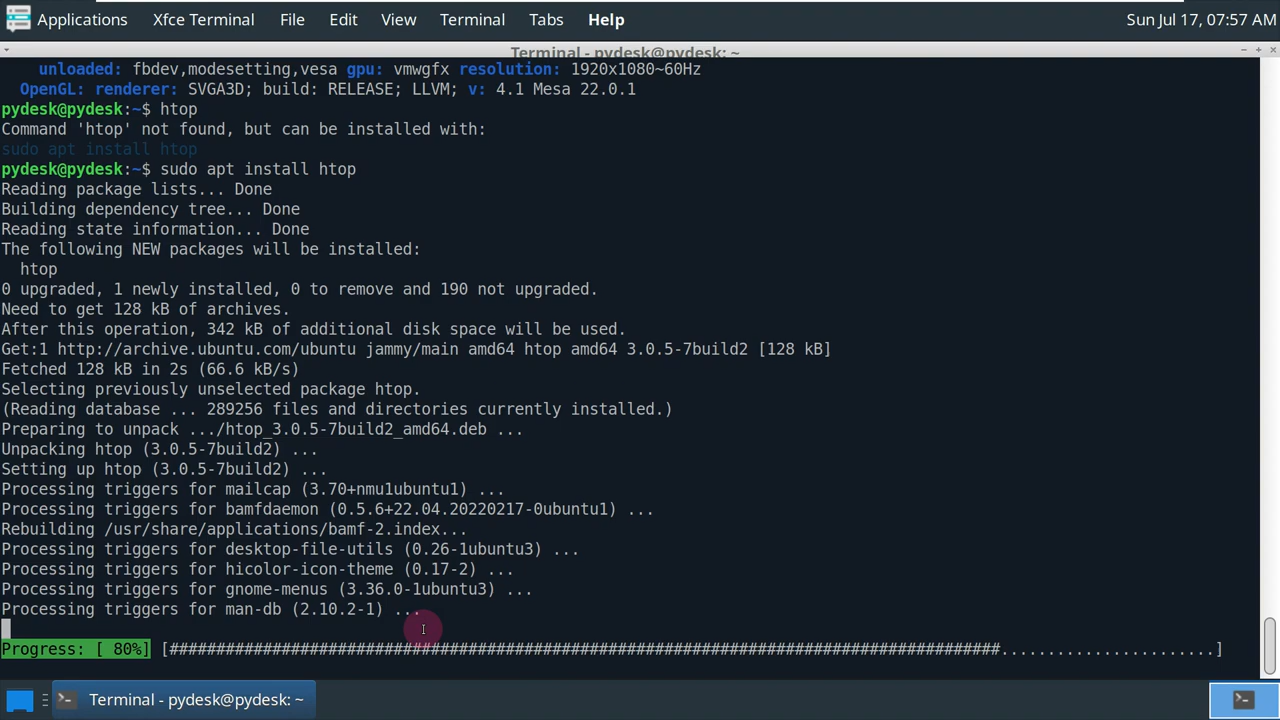 Applications Xfce Terminal File Edit View Terminal Tabs Help Sun Jul 17, 07:57 AM
Terminal - pydesk@pydesk: ~
unloaded: fbdev,modesetting,vesa gpu: vmwgfx resolution: 1920x1080~60Hz
OpenGL: renderer: SVGA3D; build: RELEASE; LLVM; v: 4.1 Mesa 22.0.1
pydesk@pydesk:~$ htop
Command 'htop' not found, but can be installed with:
sudo apt install htop
pydesk@pydesk:~$ sudo apt install htop
Reading package lists... Done
Building dependency tree... Done
Reading state information... Done
The following NEW packages will be installed:
htop
0 upgraded, 1 newly installed, 0 to remove and 190 not upgraded.
Need to get 128 kB of archives.
After this operation, 342 kB of additional disk space will be used.
Get:1 http://archive.ubuntu.com/ubuntu jammy/main amd64 htop amd64 3.0.5-7build2 [128 kB]
Fetched 128 kB in 2s (66.6 kB/s)
Selecting previously unselected package htop.
(Reading database ... 289256 files and directories currently installed.)
Preparing to unpack .../htop_3.0.5-7build2_amd64.deb ...
Unpacking htop (3.0.5-7build2) ...
Setting up htop (3.0.5-7build2) ...
Processing triggers for mailcap (3.70+nmu1ubuntu1) ...
Processing triggers for bamfdaemon (0.5.6+22.04.20220217-0ubuntu1) ...
Rebuilding /usr/share/applications/bamf-2.index...
Processing triggers for desktop-file-utils (0.26-1ubuntu3) ...
Processing triggers for hicolor-icon-theme (0.17-2) ...
Processing triggers for gnome-menus (3.36.0-1ubuntu3) ...
Processing triggers for man-db (2.10.2-1) ...
Progress: [ 80%] [#########################################################################################.......................]
Terminal - pydesk@pydesk: ~